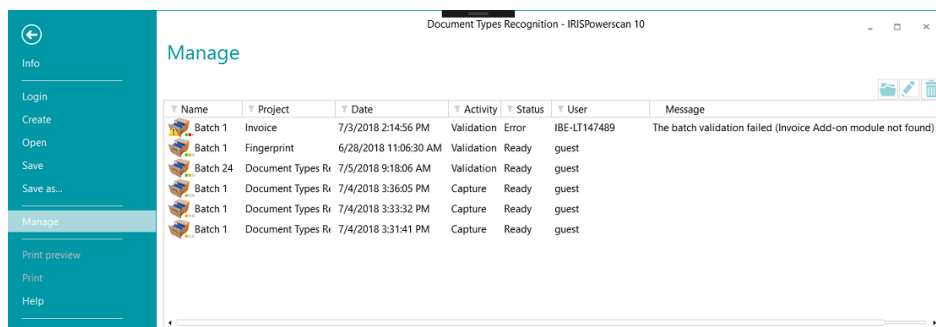 Document Types Recognition - IRISPowerscan 10
Info
Login
Create
Open
Save
Save as...
Manage
Print preview
Print
Help
Manage
Name Project Date Activity Status User Message
Batch 1 Invoice 7/3/2018 2:14:56 PM Validation Error IBE-LT147489 The batch validation failed (Invoice Add-on module not found)
Batch 1 Fingerprint 6/28/2018 11:06:30 AM Validation Ready guest
Batch 24 Document Types Re 7/5/2018 9:18:06 AM Validation Ready guest
Batch 1 Document Types Re 7/4/2018 3:36:05 PM Capture Ready guest
Batch 1 Document Types Re 7/4/2018 3:33:32 PM Capture Ready guest
Batch 1 Document Types Re 7/4/2018 3:31:41 PM Capture Ready guest